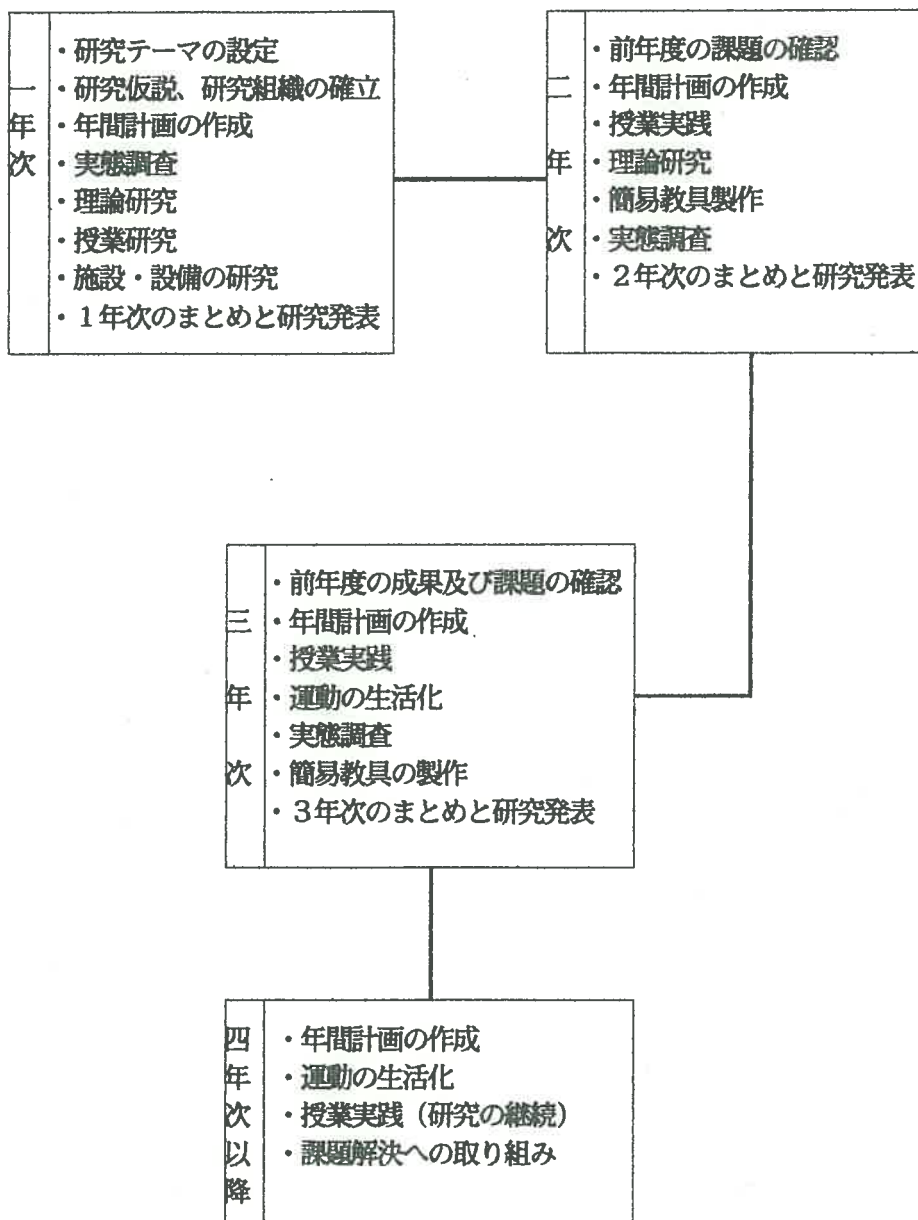 一年次
・研究テーマの設定
・研究仮説、研究組織の確立
・年間計画の作成
・実態調査
・理論研究
・授業研究
・施設・設備の研究
・１年次のまとめと研究発表
二年次
・前年度の課題の確認
・年間計画の作成
・授業実践
・理論研究
・簡易教具製作
・実態調査
・２年次のまとめと研究発表
三年次
・前年度の成果及び課題の確認
・年間計画の作成
・授業実践
・運動の生活化
・実態調査
・簡易教具の製作
・３年次のまとめと研究発表
四年次以降
・年間計画の作成
・運動の生活化
・授業実践（研究の継続）
・課題解決への取り組み